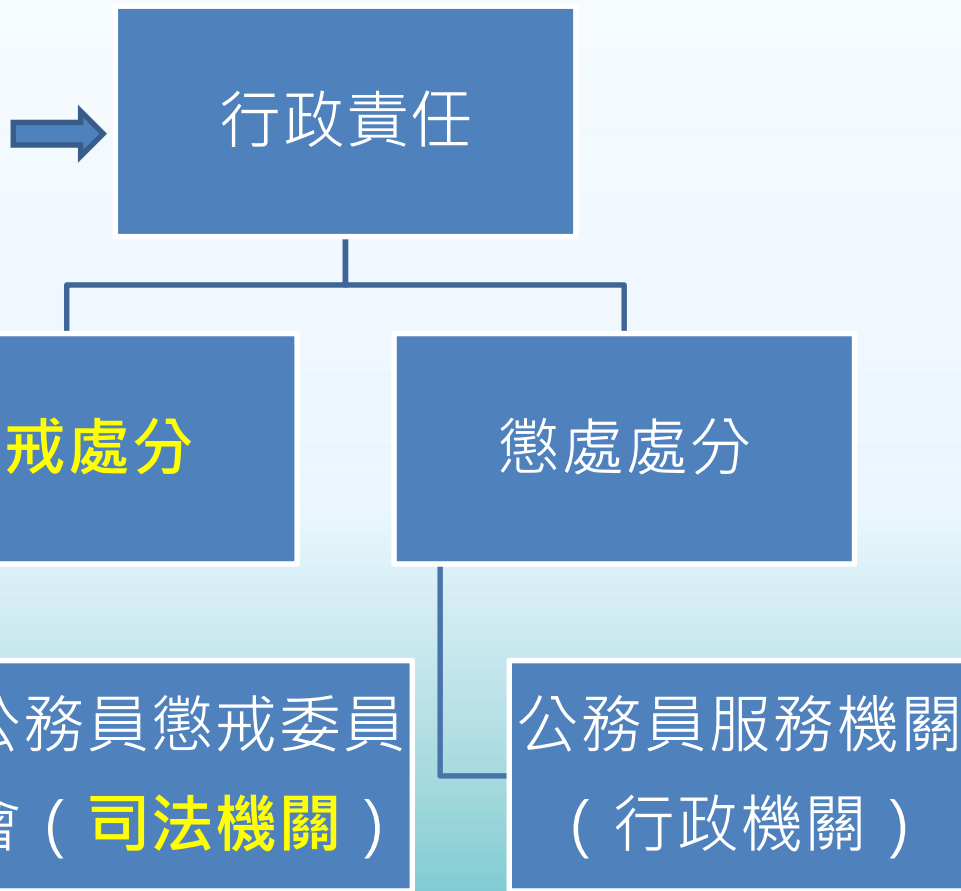 行政責任
戒處分
懲處處分
公務員懲戒委員
會（司法機關）
公務員服務機關
（行政機關）